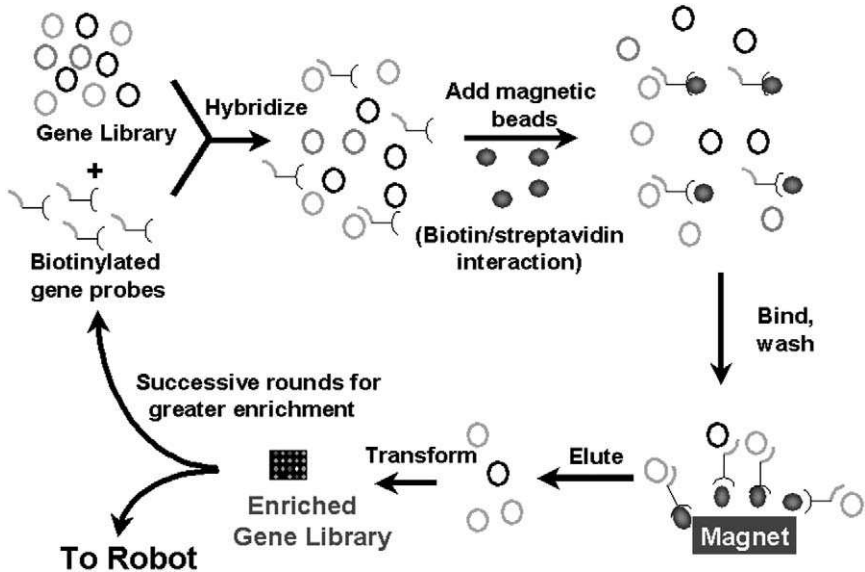 Gene Library
+
Biotinylated
gene probes
Hybridize
Add magnetic
beads
(Biotin/streptavidin
interaction)
Bind,
wash
Magnet
Elute
Transform
Enriched
Gene Library
Successive rounds for
greater enrichment
To Robot